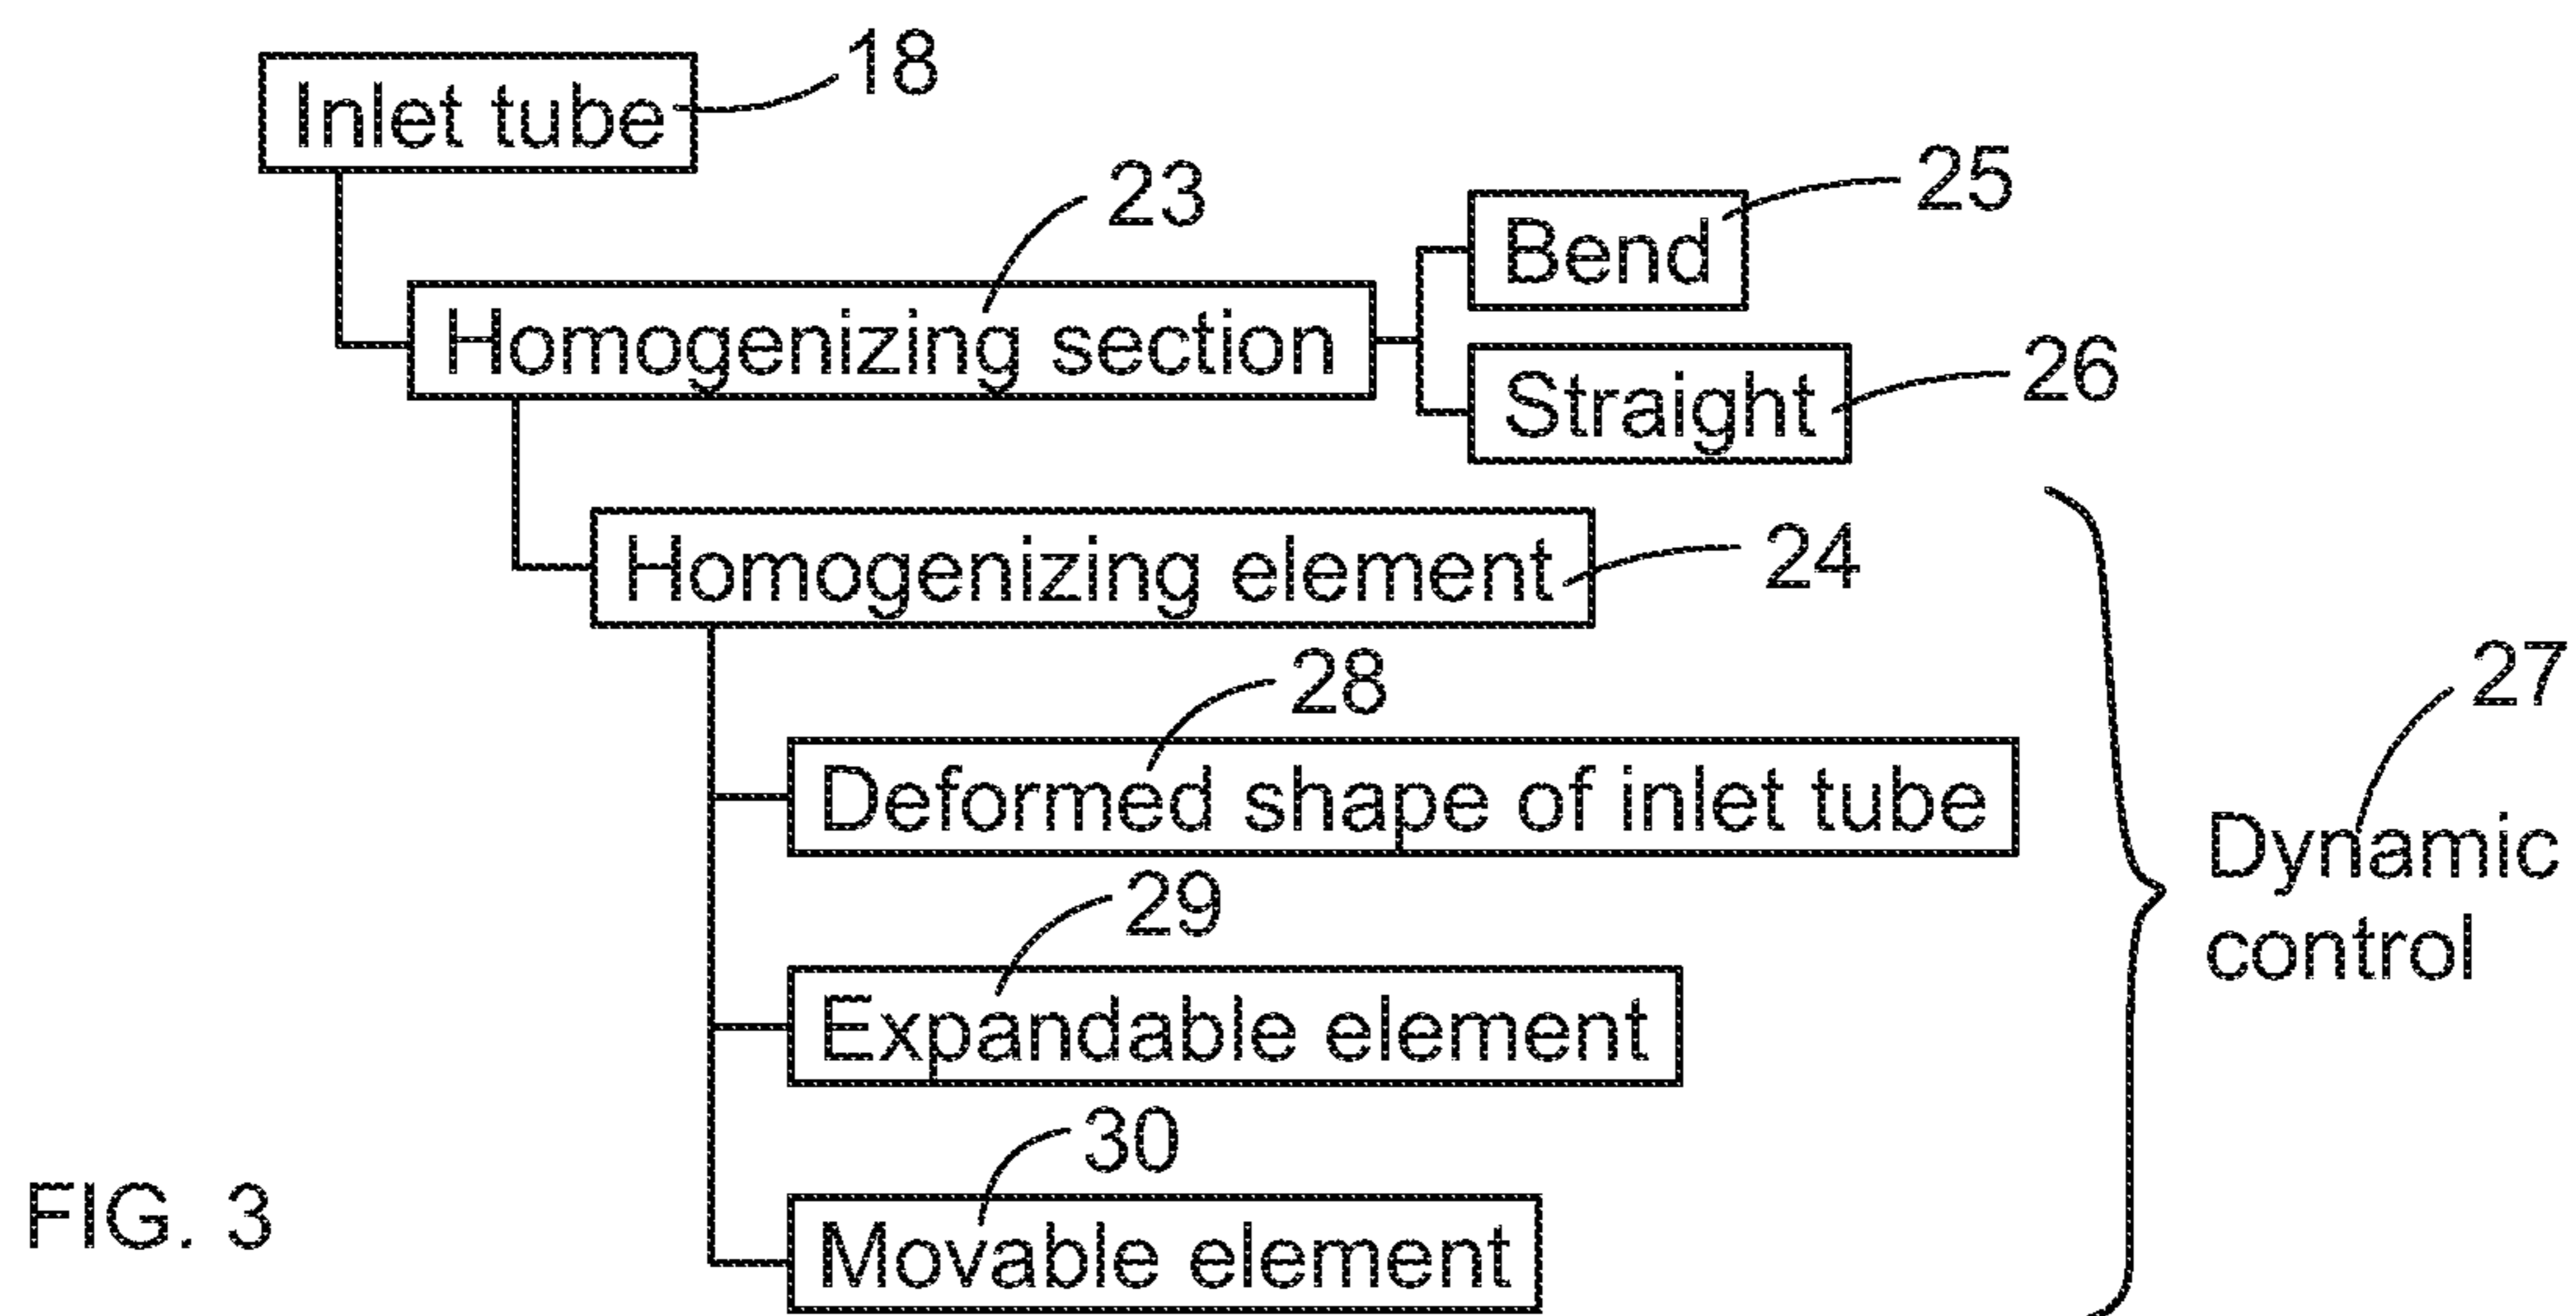 Inlet tube 18
23
Homogenizing section
Bend 25
Straight 26
Homogenizing element 24
28
Deformed shape of inlet tube
29
Expandable element
30
Movable element
27
Dynamic
control
FIG. 3